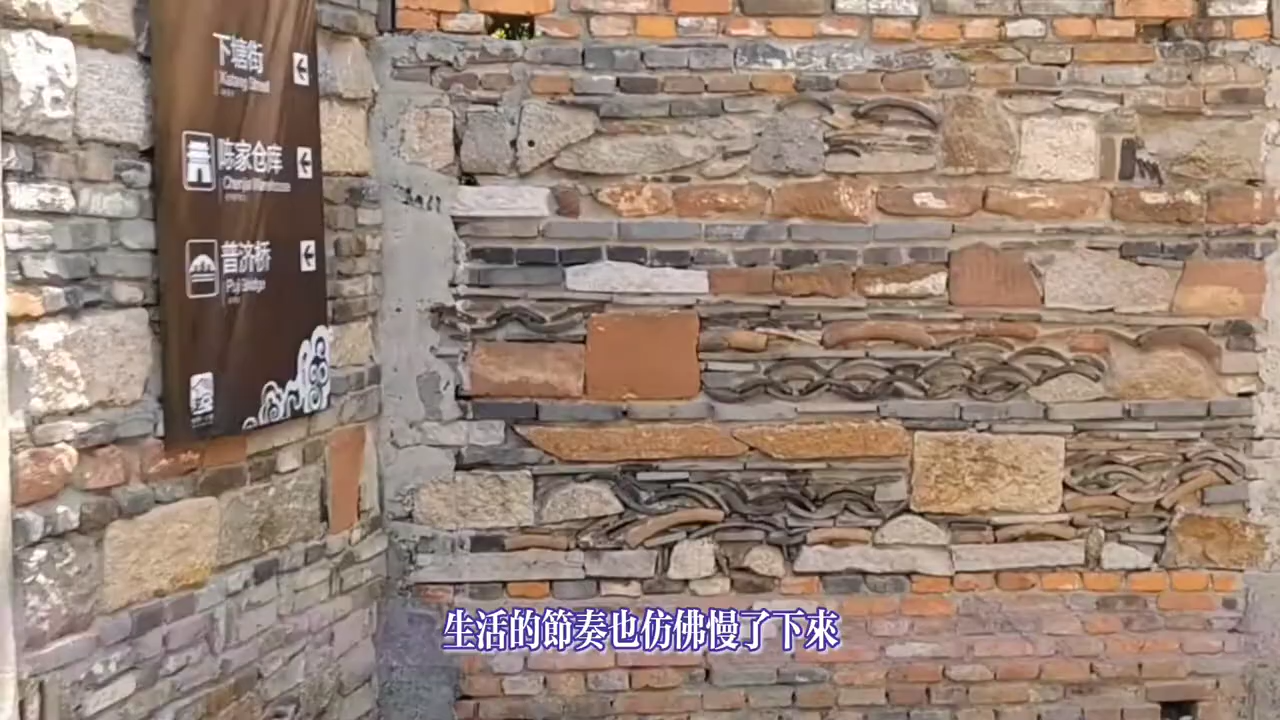 下塘街
Xiatang Street
陈家仓库
Chenjia Warehouse
普济桥
Puji Bridge
生活的節奏也仿佛慢了下來